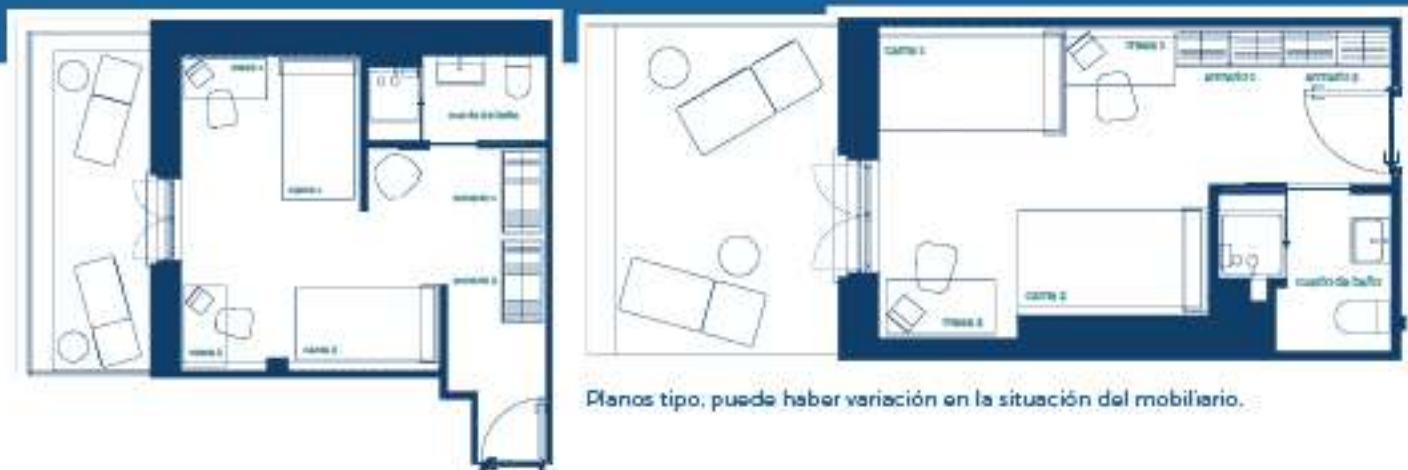 mesa 1
cuarto de baño
cama 1
armario 1
armario 2
mesa 2
cama 2
cama 1
mesa 1
armario 1
armario 2
cuarto de baño
cama 2
mesa 2
Planos tipo, puede haber variación en la situación del mobiliario.